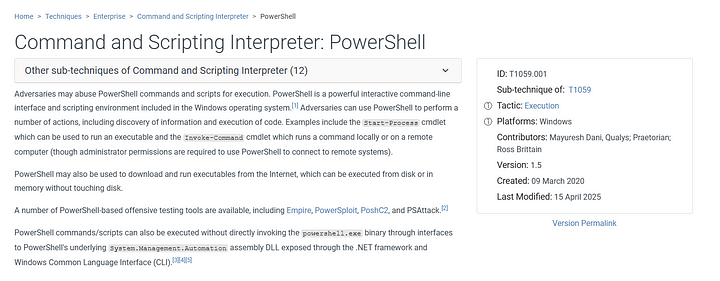 Home > Techniques > Enterprise > Command and Scripting Interpreter > PowerShell
Command and Scripting Interpreter: PowerShell
Other sub-techniques of Command and Scripting Interpreter (12)
Adversaries may abuse PowerShell commands and scripts for execution. PowerShell is a powerful interactive command-line
interface and scripting environment included in the Windows operating system.[1] Adversaries can use PowerShell to perform a
number of actions, including discovery of information and execution of code. Examples include the Start-Process cmdlet
which can be used to run an executable and the Invoke-Command cmdlet which runs a command locally or on a remote
computer (though administrator permissions are required to use PowerShell to connect to remote systems).
PowerShell may also be used to download and run executables from the Internet, which can be executed from disk or in
memory without touching disk.
A number of PowerShell-based offensive testing tools are available, including Empire, PowerSploit, PoshC2, and PSAttack.[2]
PowerShell commands/scripts can also be executed without directly invoking the powershell.exe binary through interfaces
to PowerShell's underlying System.Management.Automation assembly DLL exposed through the .NET framework and
Windows Common Language Interface (CLI).[3][4][5]
ID: T1059.001
Sub-technique of: T1059
Tactic: Execution
Platforms: Windows
Contributors: Mayuresh Dani, Qualys; Praetorian;
Ross Brittain
Version: 1.5
Created: 09 March 2020
Last Modified: 15 April 2025
Version Permalink